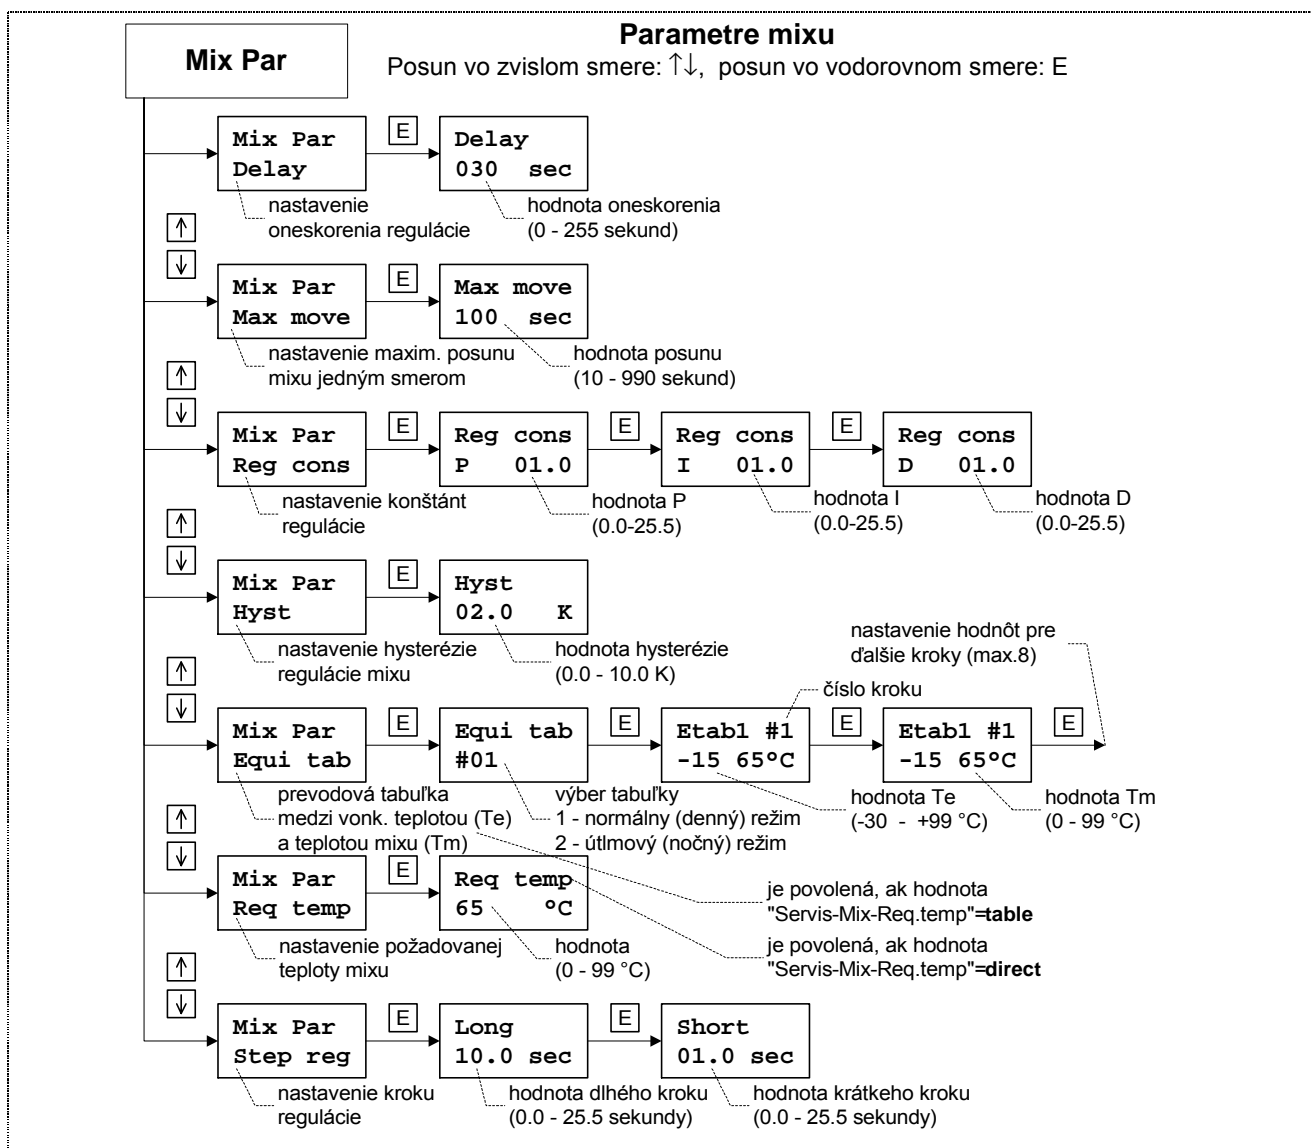 Mix Par
Parametre mixu
Posun vo zvislom smere: ↑↓, posun vo vodorovnom smere: E
Mix Par
Delay
E
Delay
030 sec
nastavenie
oneskorenia regulácie
hodnota oneskorenia
(0 - 255 sekund)
↑
↓
Mix Par
Max move
E
Max move
100 sec
nastavenie maxim. posunu
mixu jedným smerom
hodnota posunu
(10 - 990 sekund)
↑
↓
Mix Par
Reg cons
E
Reg cons
P 01.0
E
Reg cons
I 01.0
E
Reg cons
D 01.0
nastavenie konštánt
regulácie
hodnota P
(0.0-25.5)
hodnota I
(0.0-25.5)
hodnota D
(0.0-25.5)
↑
↓
Mix Par
Hyst
E
Hyst
02.0 K
nastavenie hysterézie
regulácie mixu
hodnota hysterézie
(0.0 - 10.0 K)
nastavenie hodnôt pre
ďalšie kroky (max.8)
číslo kroku
↑
↓
Mix Par
Equi tab
E
Equi tab
#01
E
Etab1 #1
-15 65°C
E
Etab1 #1
-15 65°C
E
prevodová tabuľka
medzi vonk. teplotou (Te)
a teplotou mixu (Tm)
výber tabuľky
1 - normálny (denný) režim
2 - útlmový (nočný) režim
hodnota Te
(-30 - +99 °C)
hodnota Tm
(0 - 99 °C)
↑
↓
Mix Par
Req temp
E
Req temp
65 °C
nastavenie požadovanej
teploty mixu
hodnota
(0 - 99 °C)
je povolená, ak hodnota
"Servis-Mix-Req.temp"=table
je povolená, ak hodnota
"Servis-Mix-Req.temp"=direct
↑
↓
Mix Par
Step reg
E
Long
10.0 sec
E
Short
01.0 sec
nastavenie kroku
regulácie
hodnota dlhého kroku
(0.0 - 25.5 sekundy)
hodnota krátkeho kroku
(0.0 - 25.5 sekundy)